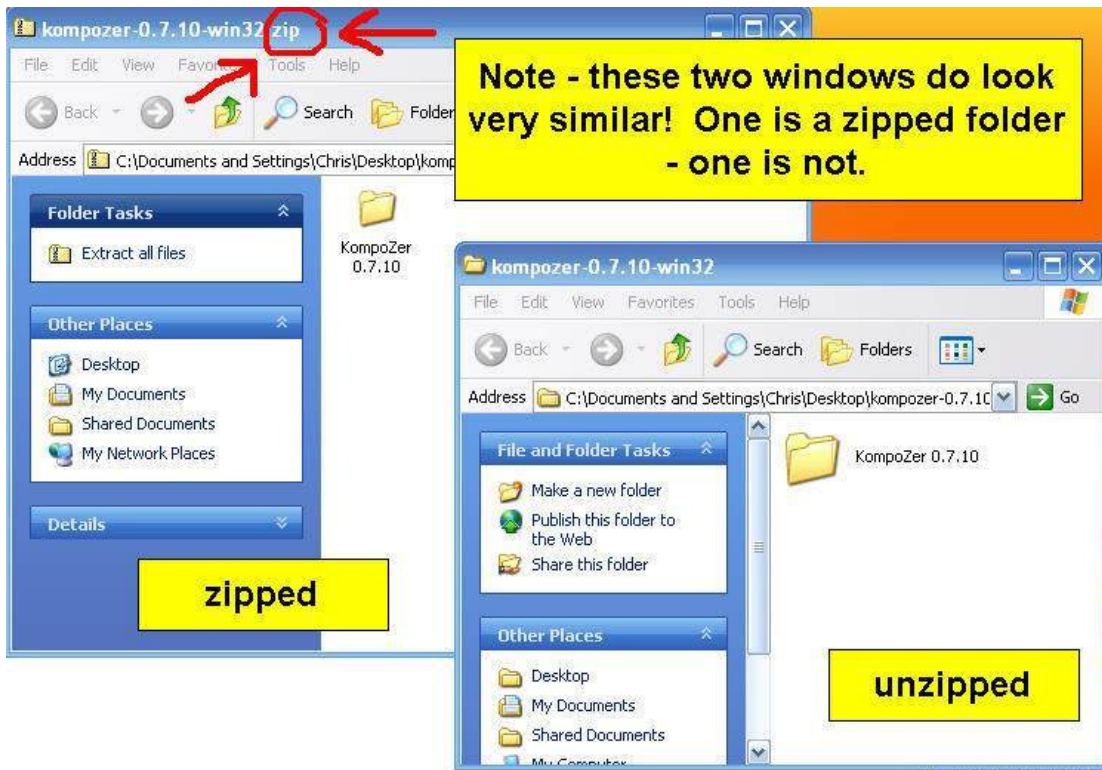 kompozer-0.7.10-win32.zip
File Edit View Favorites Tools Help
Back Search Folder
Address C:\Documents and Settings\Chris\Desktop\komp
Note - these two windows do look
very similar! One is a zipped folder
- one is not.
Folder Tasks
Extract all files
Other Places
Desktop
My Documents
Shared Documents
My Network Places
Details
KompoZer
0.7.10
zipped
kompozer-0.7.10-win32
File Edit View Favorites Tools Help
Back Search Folders
Address C:\Documents and Settings\Chris\Desktop\kompozer-0.7.10 Go
File and Folder Tasks
Make a new folder
Publish this folder to
the Web
Share this folder
Other Places
Desktop
My Documents
Shared Documents
My Computer
KompoZer 0.7.10
unzipped